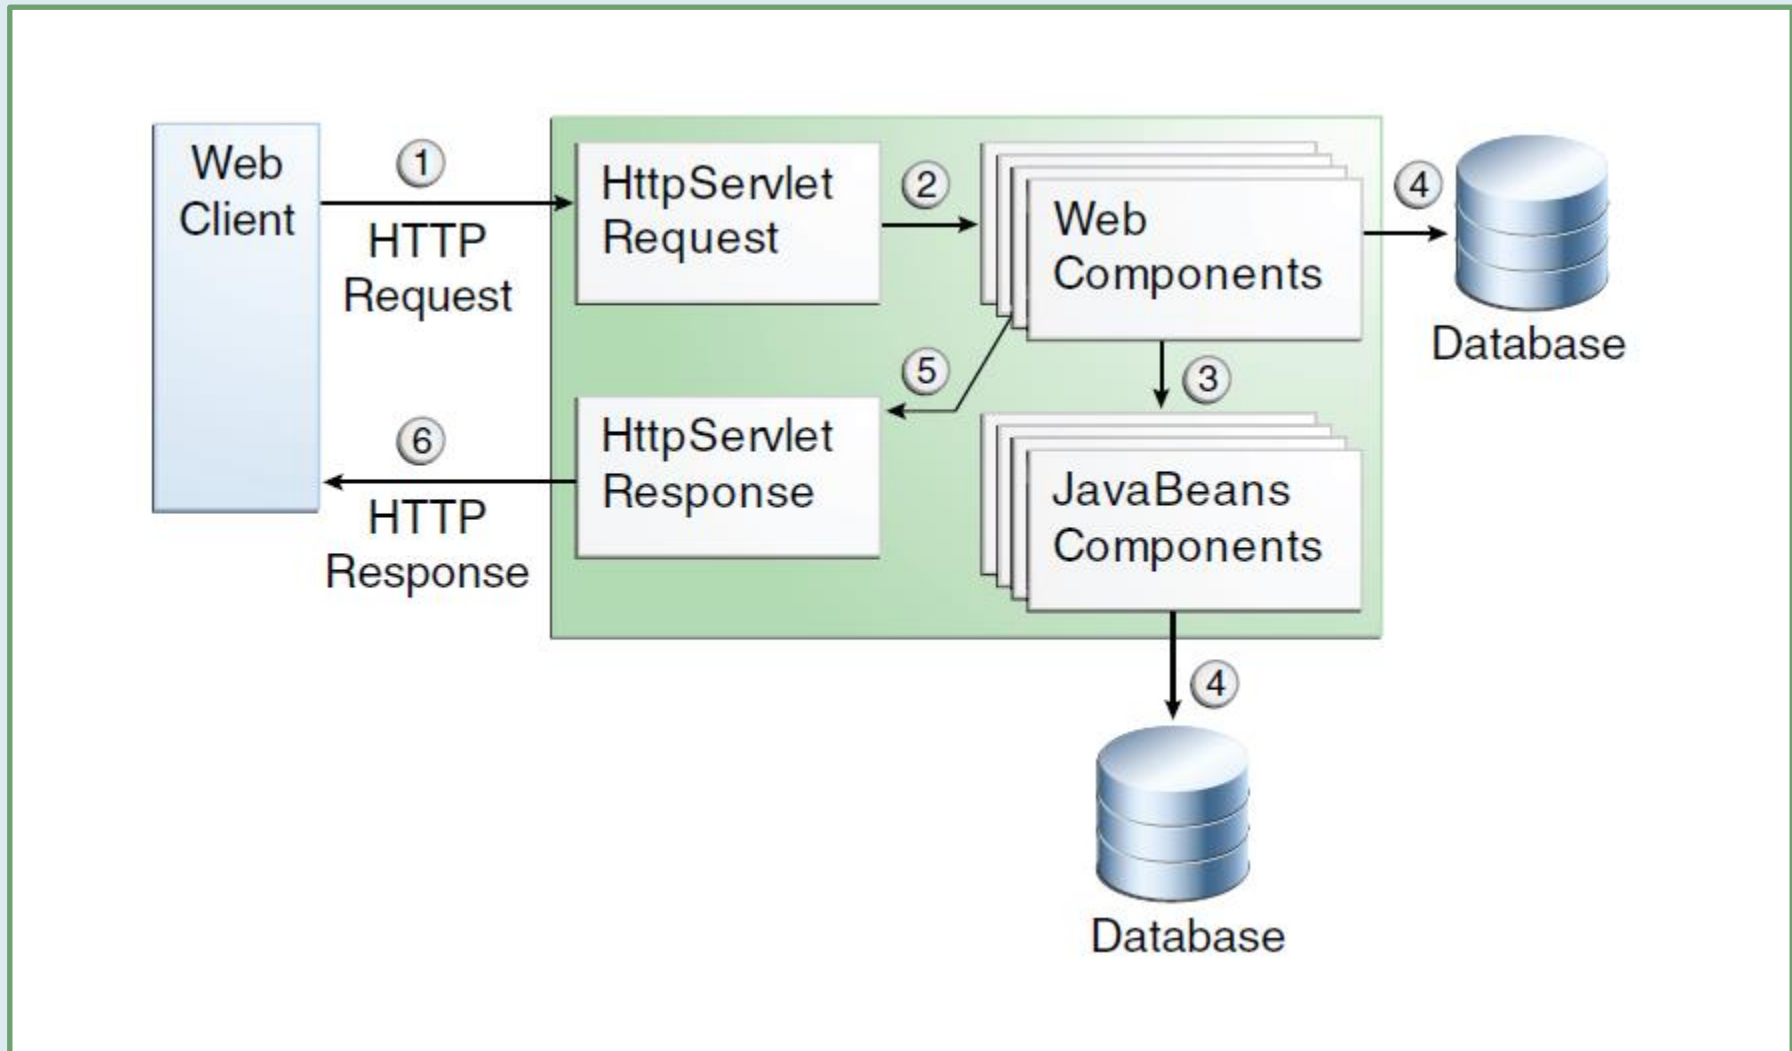 Web
Client
1
HTTP
Request
HttpServlet
Request
2
Web
Components
4
Database
3
5
HttpServlet
Response
6
HTTP
Response
JavaBeans
Components
4
Database